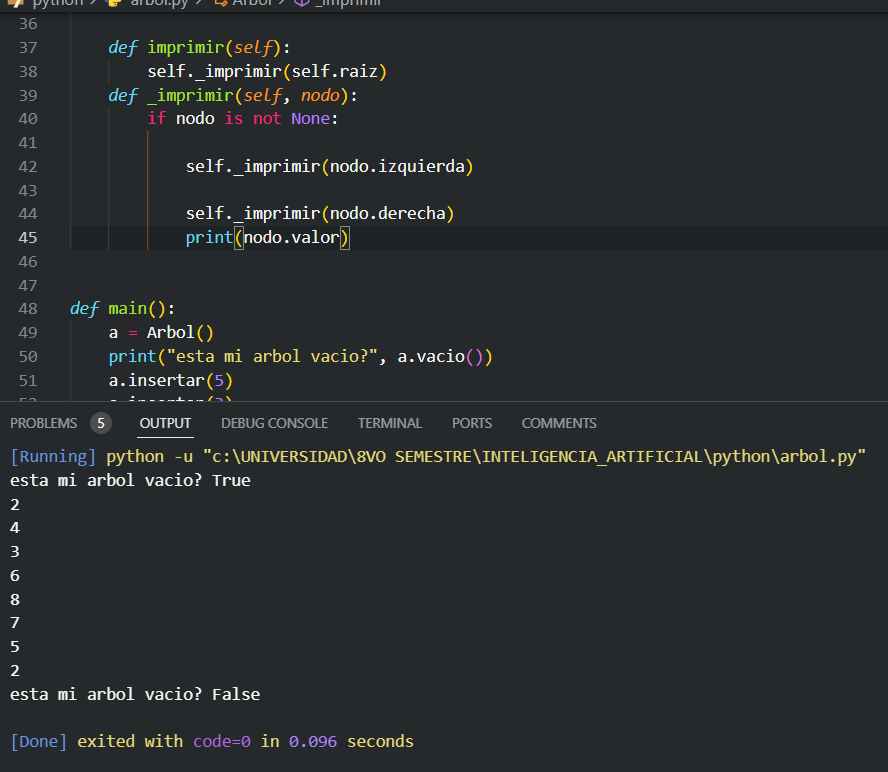 python > arbol.py > Arbol > _imprimir
36
37 def imprimir(self):
38 self._imprimir(self.raiz)
39 def _imprimir(self, nodo):
40 if nodo is not None:
41
42 self._imprimir(nodo.izquierda)
43
44 self._imprimir(nodo.derecha)
45 print(nodo.valor)
46
47
48 def main():
49 a = Arbol()
50 print("esta mi arbol vacio?", a.vacio())
51 a.insertar(5)
PROBLEMS 5 OUTPUT DEBUG CONSOLE TERMINAL PORTS COMMENTS
[Running] python -u "c:\UNIVERSIDAD\8VO SEMESTRE\INTELIGENCIA_ARTIFICIAL\python\arbol.py"
esta mi arbol vacio? True
2
4
3
6
8
7
5
2
esta mi arbol vacio? False
[Done] exited with code=0 in 0.096 seconds